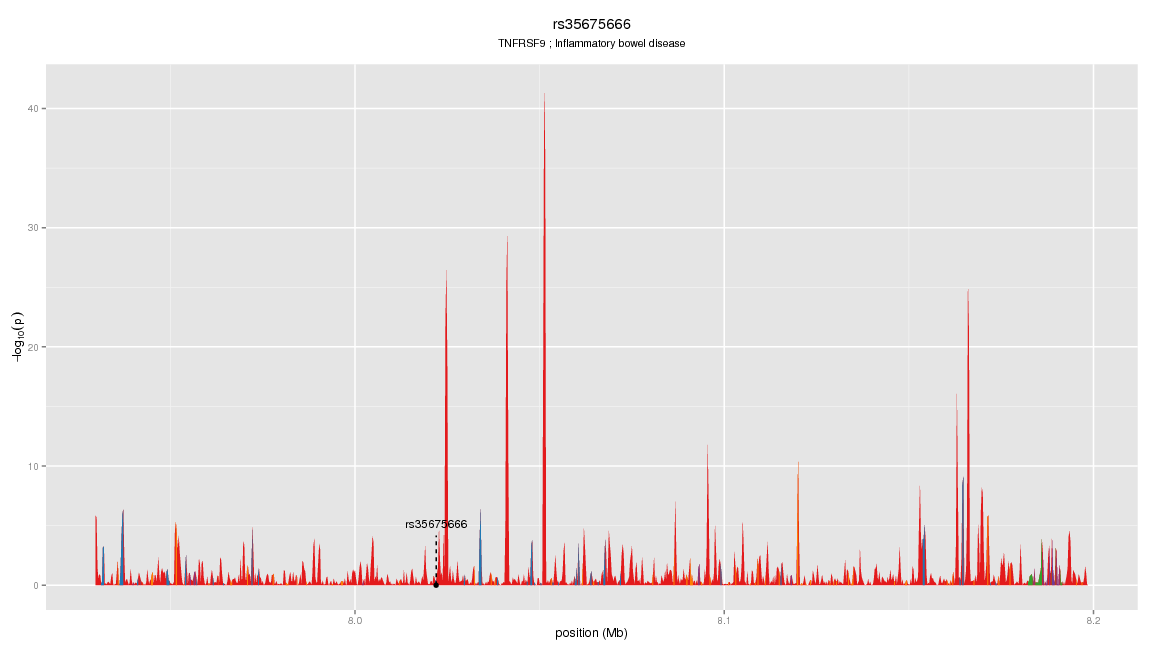 rs35675666
TNFRSF9 ; Inflammatory bowel disease
40
30
20
10
0
-log10(p)
rs35675666
8.0
8.1
8.2
position (Mb)